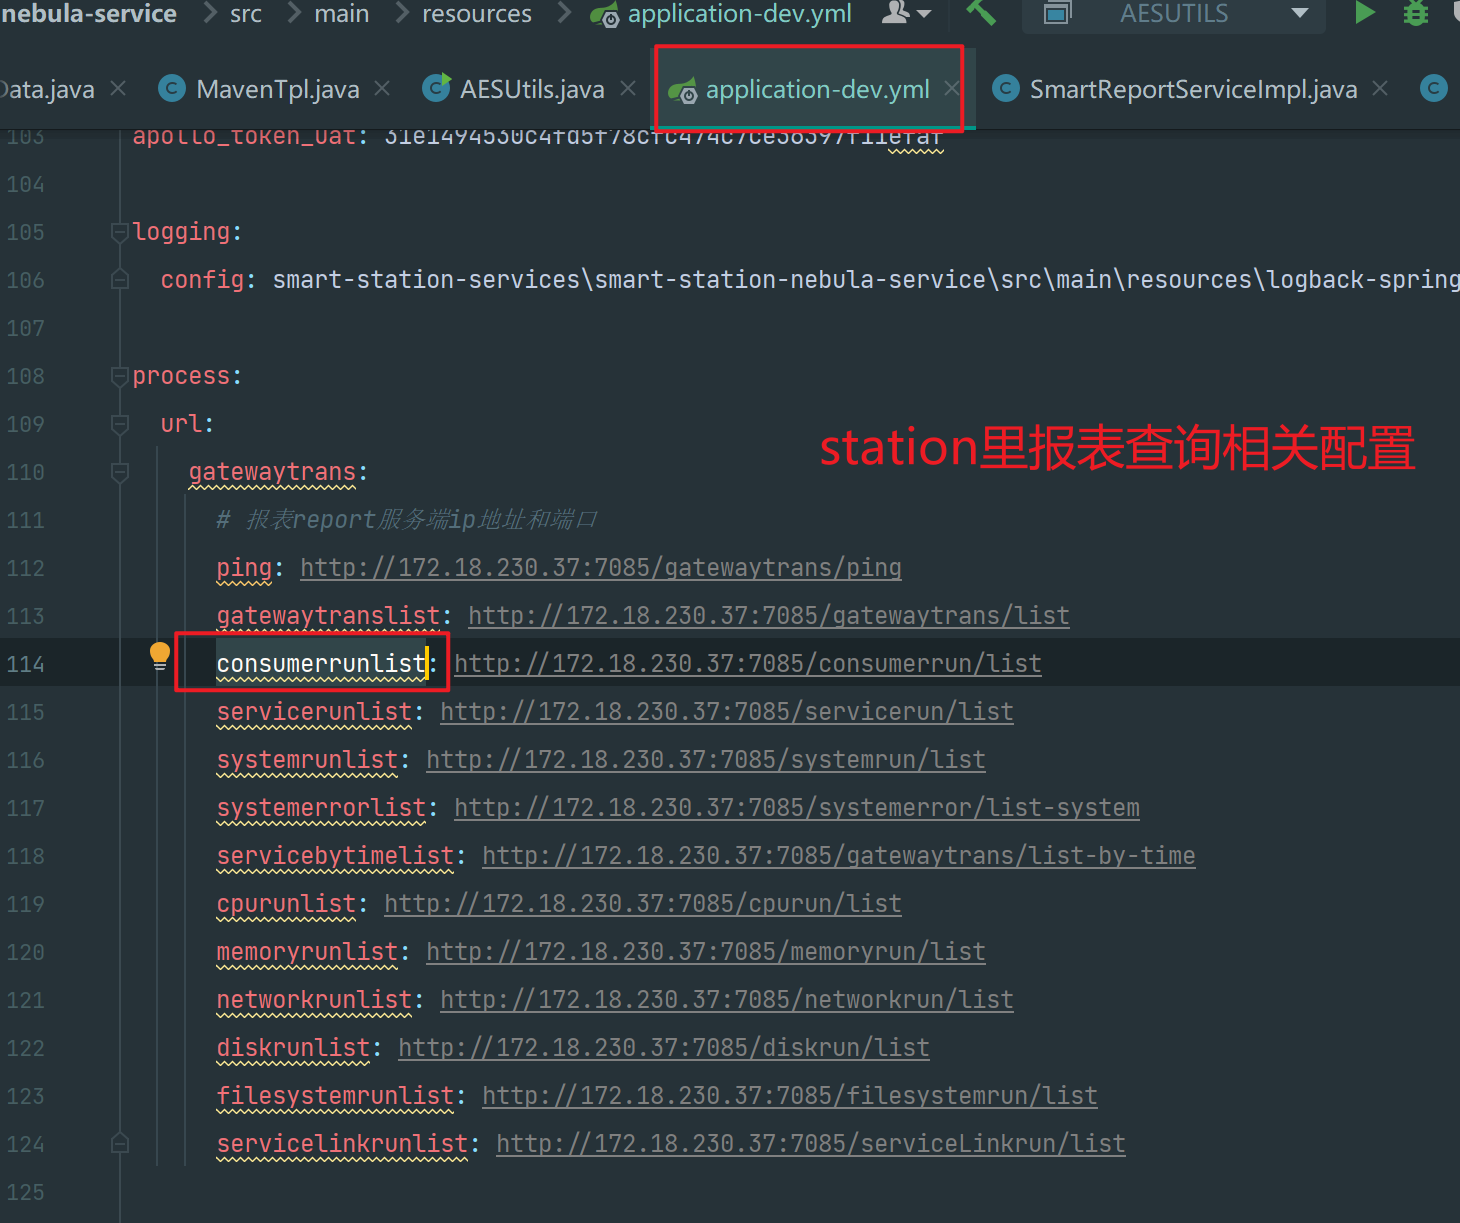 nebula-service > src > main > resources > application-dev.yml AESUTILS
Data.java MavenTpl.java AESUtils.java application-dev.yml SmartReportServiceImpl.java
103 apollo_token_uat:
104
105 logging:
106 config: smart-station-services\smart-station-nebula-service\src\main\resources\logback-spring
107
108 process:
109 url:
station里报表查询相关配置
110 gatewaytrans:
111 # 报表report服务端ip地址和端口
112 ping: http://172.18.230.37:7085/gatewaytrans/ping
113 gatewaytranslist: http://172.18.230.37:7085/gatewaytrans/list
114 consumerrunlist: http://172.18.230.37:7085/consumerrun/list
115 servicerunlist: http://172.18.230.37:7085/servicerun/list
116 systemrunlist: http://172.18.230.37:7085/systemrun/list
117 systemerrorlist: http://172.18.230.37:7085/systemerror/list-system
118 servicebytimelist: http://172.18.230.37:7085/gatewaytrans/list-by-time
119 cpurunlist: http://172.18.230.37:7085/cpurun/list
120 memoryrunlist: http://172.18.230.37:7085/memoryrun/list
121 networkrunlist: http://172.18.230.37:7085/networkrun/list
122 diskrunlist: http://172.18.230.37:7085/diskrun/list
123 filesystemrunlist: http://172.18.230.37:7085/filesystemrun/list
124 servicelinkrunlist: http://172.18.230.37:7085/serviceLinkrun/list
125